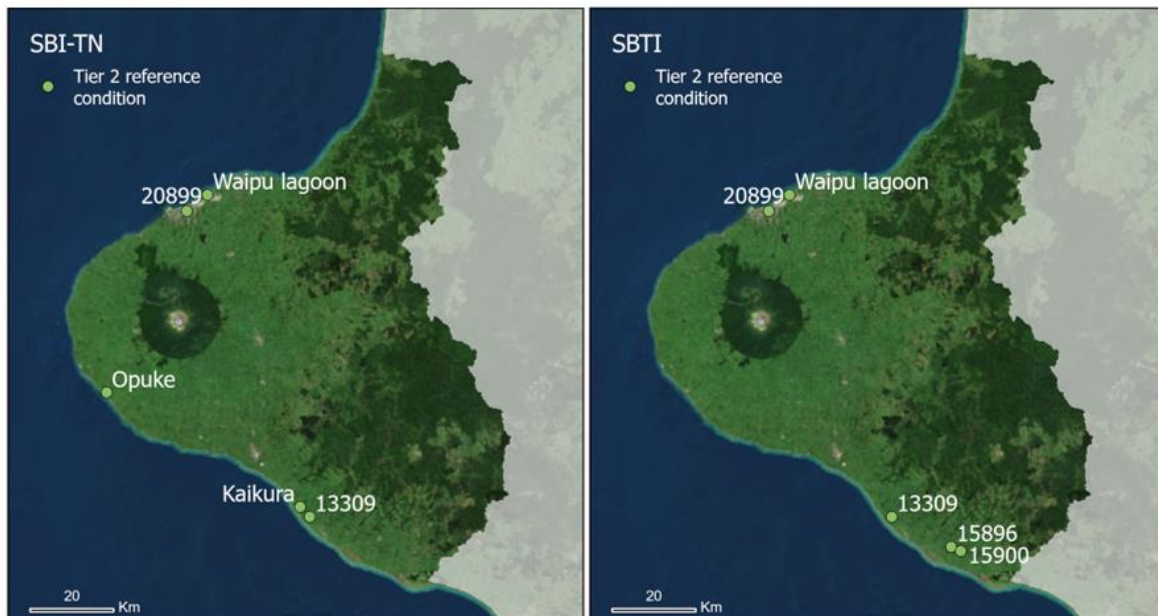 SBI-TN
Tier 2 reference
condition
Waipu lagoon
20899
Opuke
Kaikura
13309
20
Km
SBTI
Tier 2 reference
condition
Waipu lagoon
20899
13309
15896
15900
20
Km